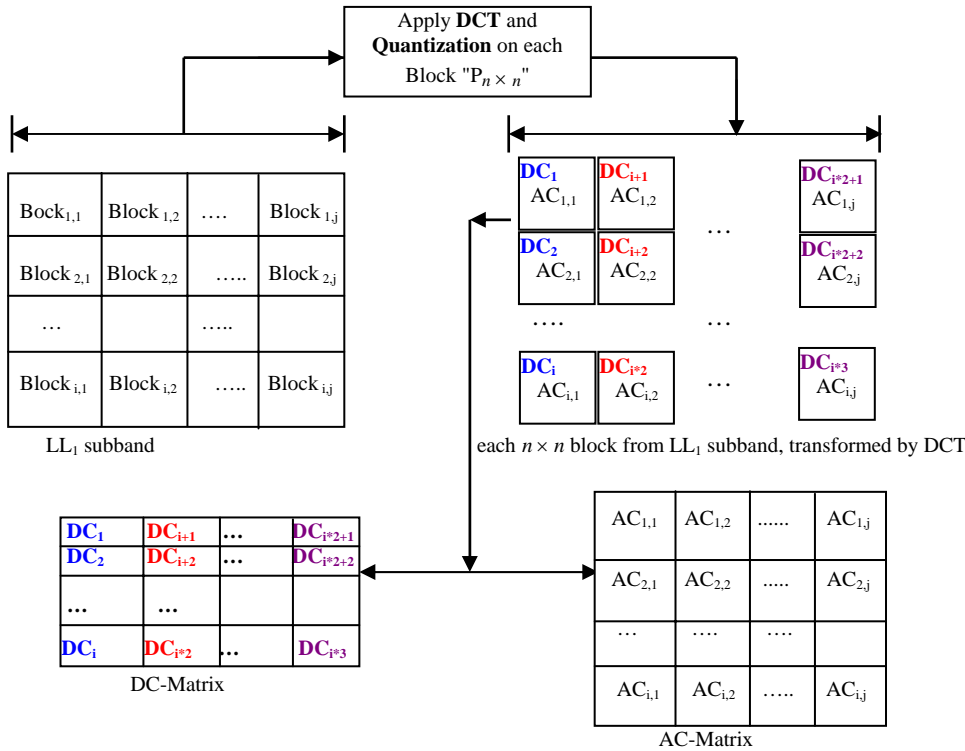 Apply DCT and
Quantization on each
Block "P n × n"
Bock1,1 Block 1,2 …. Block 1,j
Block 2,1 Block 2,2 ….. Block 2,j
… …..
Block i,1 Block i,2 ….. Block i,j
LL1 subband
DC1 DCi+1 DCi*2+1
AC1,1 AC1,2 … AC1,j
DC2 DCi+2 DCi*2+2
AC2,1 AC2,2 AC2,j
…. …
DCi DCi*2 DCi*3
ACi,1 ACi,2 … ACi,j
each n × n block from LL1 subband, transformed by DCT
DC1 DCi+1 … DCi*2+1
DC2 DCi+2 … DCi*2+2
… …
DCi DCi*2 … DCi*3
DC-Matrix
AC1,1 AC1,2 ...... AC1,j
AC2,1 AC2,2 ..... AC2,j
… …. ….
ACi,1 ACi,2 ….. ACi,j
AC-Matrix